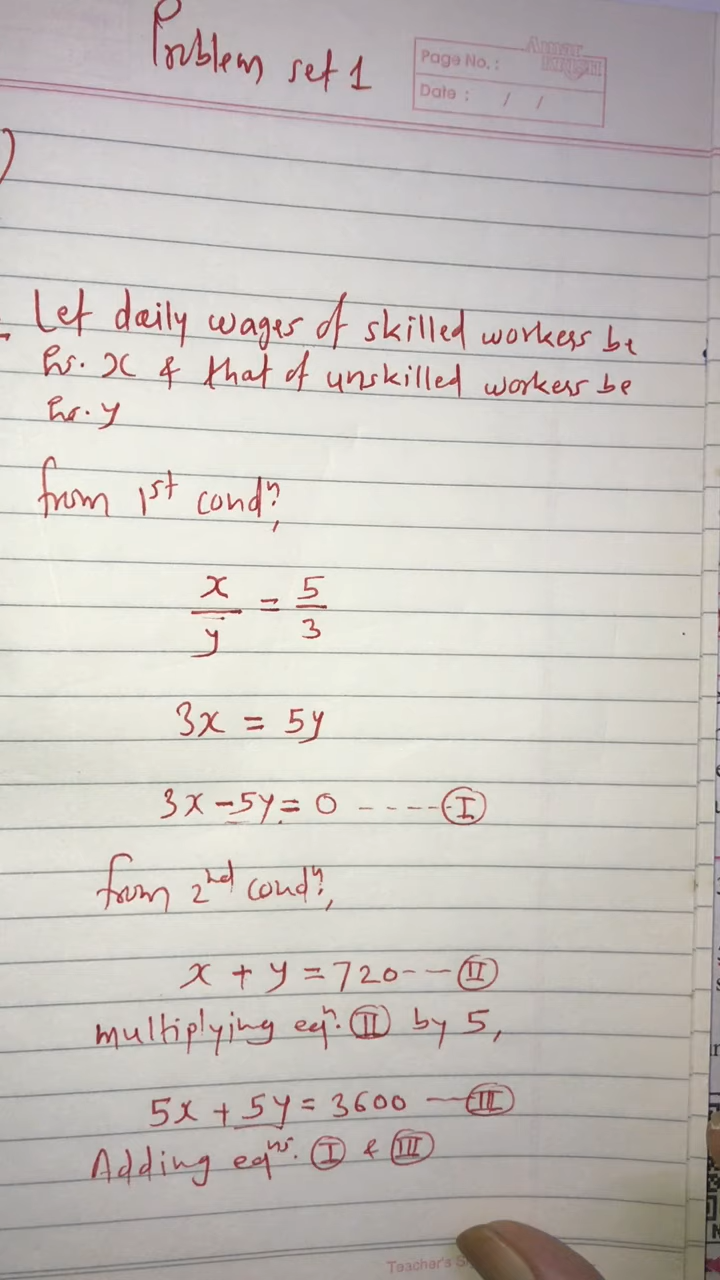 Problem set 1
Page No. :
Date : / /
)
Let daily wages of skilled workers be
Rs. x & that of unskilled workers be
Rs. y
from 1st condⁿ,
x/y = 5/3
3x = 5y
3x - 5y = 0 ---- (I)
from 2nd condⁿ,
x + y = 720 --- (II)
multiplying eqⁿ. (II) by 5,
5x + 5y = 3600 — (III)
Adding eqⁿˢ. (I) & (III)
Teacher's